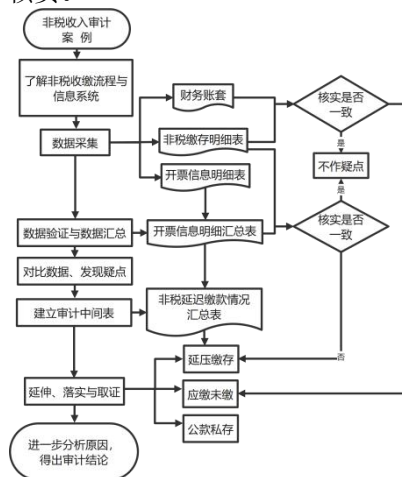 非税收入审计
案 例
了解非税收缴流程与
信息系统
财务账套
核实是否
一致
数据采集
非税缴存明细表
是
开票信息明细表
不作疑点
是
数据验证与数据汇总
开票信息明细汇总表
核实是否
一致
对比数据、发现疑点
建立审计中间表
非税延迟缴款情况
汇总表
否
延压缴存
延伸、落实与取证
应缴未缴
公款私存
进一步分析原因,
得出审计结论